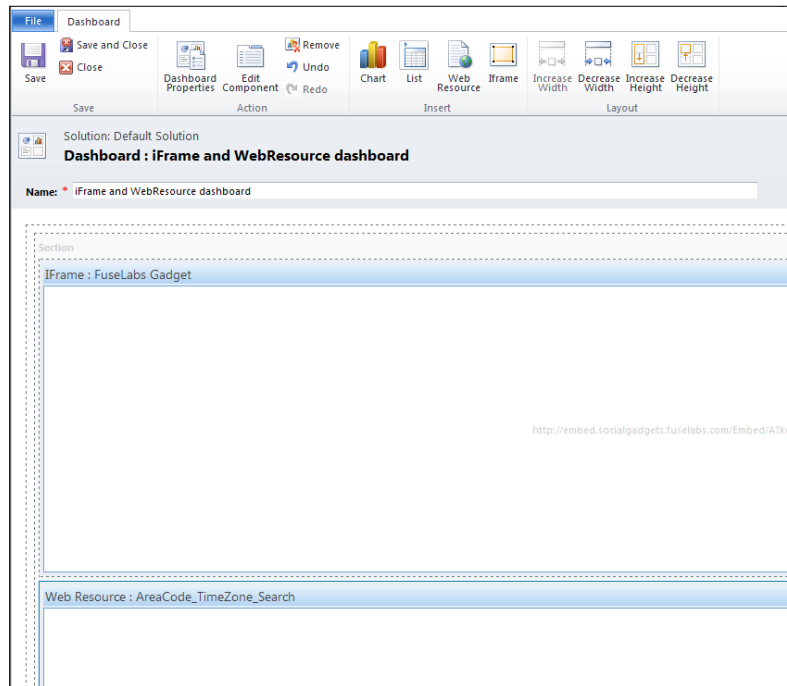 File Dashboard
Save
Save and Close
Close
Save
Dashboard
Properties
Edit
Component
Remove
Undo
Redo
Action
Chart
List
Web
Resource
Iframe
Insert
Increase
Width
Decrease
Width
Increase
Height
Decrease
Height
Layout
Solution: Default Solution
Dashboard : iFrame and WebResource dashboard
Name: * iFrame and WebResource dashboard
Section
IFrame : FuseLabs Gadget
http://embed.socialgadgets.fuselabs.com/Embed/A?k
Web Resource : AreaCode_TimeZone_Search